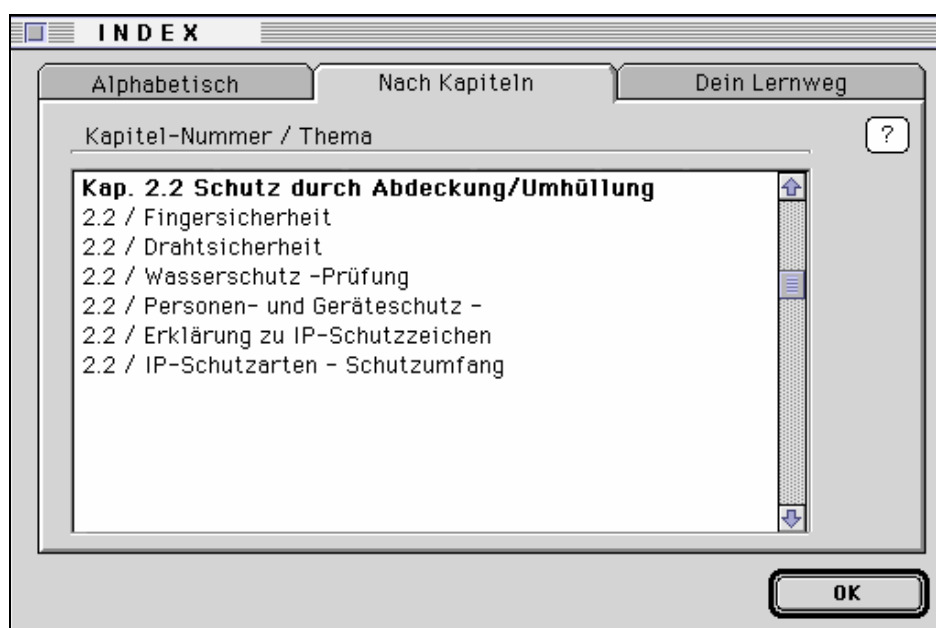 INDEX
Alphabetisch
Nach Kapiteln
Dein Lernweg
Kapitel-Nummer / Thema
?
Kap. 2.2 Schutz durch Abdeckung/Umhüllung
2.2 / Fingersicherheit
2.2 / Drahtsicherheit
2.2 / Wasserschutz -Prüfung
2.2 / Personen- und Geräteschutz -
2.2 / Erklärung zu IP-Schutzzeichen
2.2 / IP-Schutzarten - Schutzumfang
OK